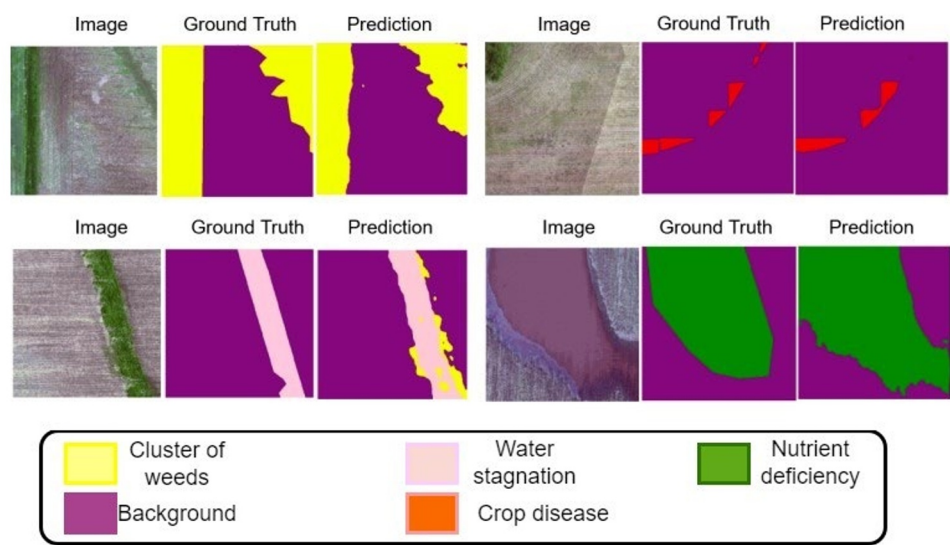 Image Ground Truth Prediction Image Ground Truth Prediction
Image Ground Truth Prediction Image Ground Truth Prediction
Cluster of
weeds
Water
stagnation
Nutrient
deficiency
Background
Crop disease